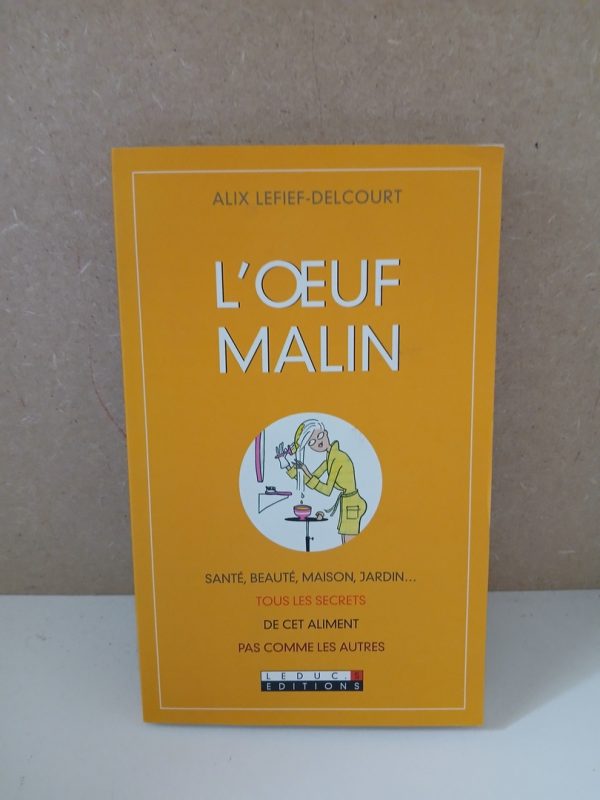 ALIX LEFIEF-DELCOURT
L'ŒUF
MALIN
SANTÉ, BEAUTÉ, MAISON, JARDIN...
TOUS LES SECRETS
DE CET ALIMENT
PAS COMME LES AUTRES
LEDUC.S
EDITIONS